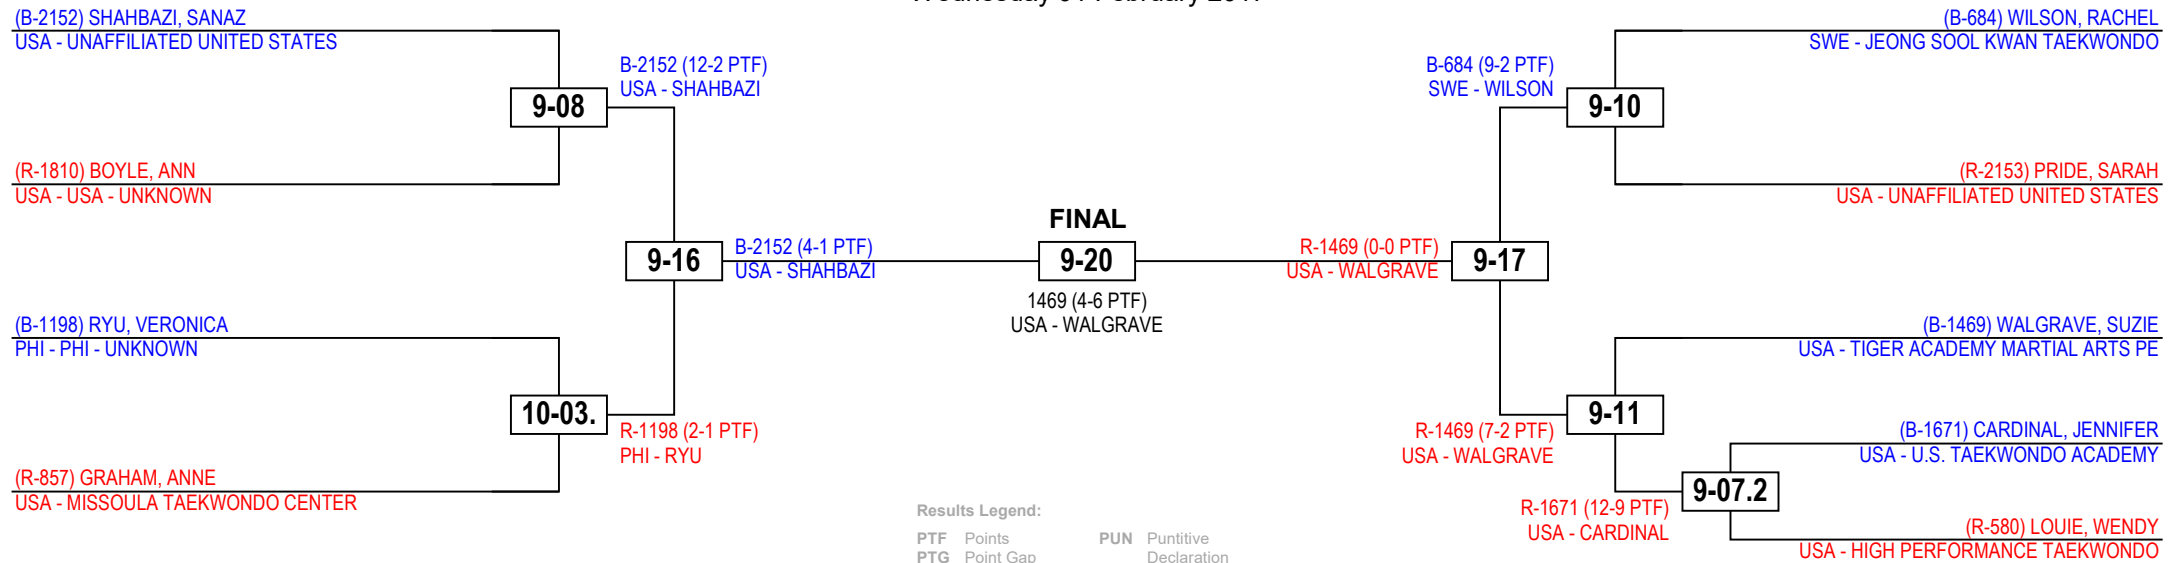 (B-2152) SHAHBAZI, SANAZ
USA - UNAFFILIATED UNITED STATES
(R-1810) BOYLE, ANN
USA - USA - UNKNOWN
(B-1198) RYU, VERONICA
PHI - PHI - UNKNOWN
(R-857) GRAHAM, ANNE
USA - MISSOULA TAEKWONDO CENTER
9-08
B-2152 (12-2 PTF)
USA - SHAHBAZI
10-03.
R-1198 (2-1 PTF)
PHI - RYU
9-16
B-2152 (4-1 PTF)
USA - SHAHBAZI
FINAL
9-20
1469 (4-6 PTF)
USA - WALGRAVE
R-1469 (0-0 PTF)
USA - WALGRAVE
9-17
B-684 (9-2 PTF)
SWE - WILSON
9-10
R-1469 (7-2 PTF)
USA - WALGRAVE
9-11
(B-684) WILSON, RACHEL
SWE - JEONG SOOL KWAN TAEKWONDO
(R-2153) PRIDE, SARAH
USA - UNAFFILIATED UNITED STATES
(B-1469) WALGRAVE, SUZIE
USA - TIGER ACADEMY MARTIAL ARTS PE
(B-1671) CARDINAL, JENNIFER
USA - U.S. TAEKWONDO ACADEMY
9-07.2
R-1671 (12-9 PTF)
USA - CARDINAL
(R-580) LOUIE, WENDY
USA - HIGH PERFORMANCE TAEKWONDO
Results Legend:
PTF Points
PTG Point Gap
PUN Puntitive
Declaration